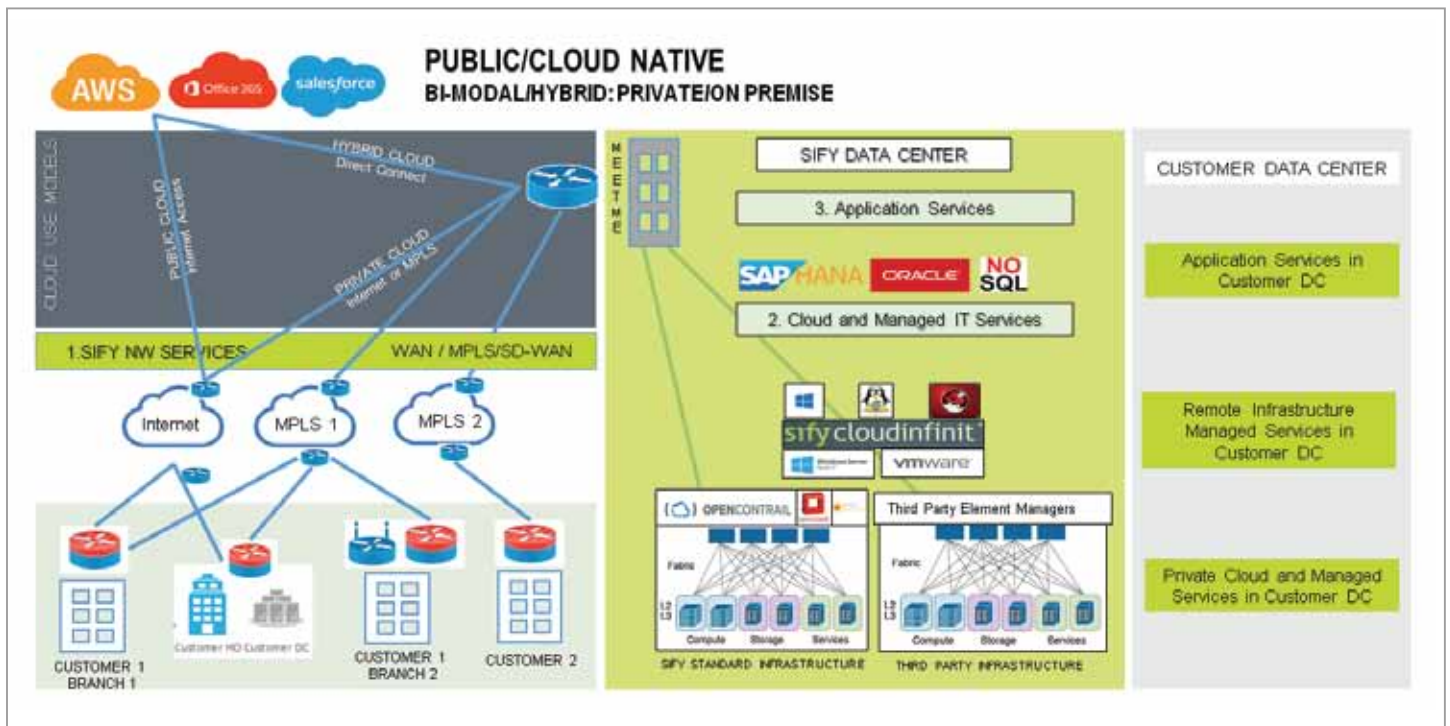 AWS
Office 365
salesforce
PUBLIC/CLOUD NATIVE
BI-MODAL/HYBRID: PRIVATE/ON PREMISE
CLOUD USE MODELS
HYBRID CLOUD
Direct Connect
PUBLIC CLOUD
Internet Access
PRIVATE CLOUD
Internet or MPLS
1.SIFY NW SERVICES
WAN / MPLS/SD-WAN
Internet
MPLS 1
MPLS 2
CUSTOMER 1
BRANCH 1
Customer HO Customer DC
CUSTOMER 1
BRANCH 2
CUSTOMER 2
MEETME
SIFY DATA CENTER
3. Application Services
SAP HANA
ORACLE
NO
SQL
2. Cloud and Managed IT Services
sify cloudinfinit
Windows Server
vmware
OPENCONTRAIL
Fabric
L2
L3
Compute Storage Services
SIFY STANDARD INFRASTRUCTURE
Third Party Element Managers
Fabric
L2
L3
Compute Storage Services
THIRD PARTY INFRASTRUCTURE
CUSTOMER DATA CENTER
Application Services in
Customer DC
Remote Infrastructure
Managed Services in
Customer DC
Private Cloud and Managed
Services in Customer DC